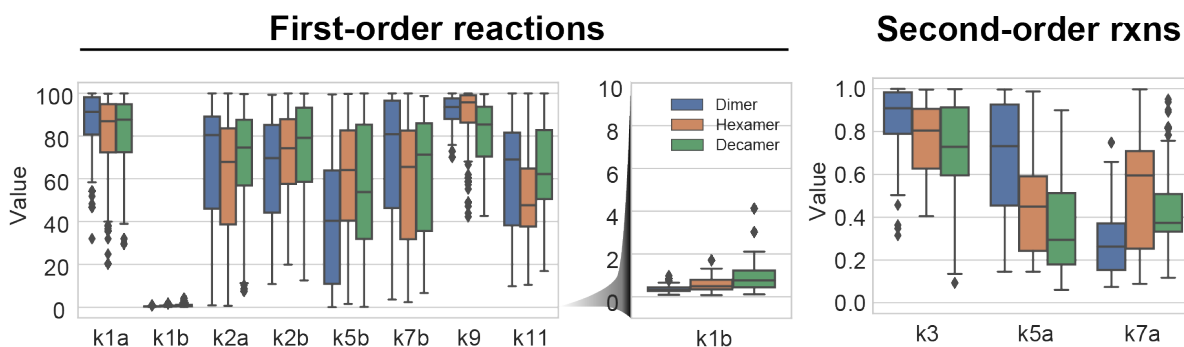 First-order reactions
Second-order rxns
Value
100
80
60
40
20
0
k1a k1b k2a k2b k5b k7b k9 k11
10
8
6
4
2
0
Dimer
Hexamer
Decamer
k1b
Value
1.0
0.8
0.6
0.4
0.2
0.0
k3 k5a k7a